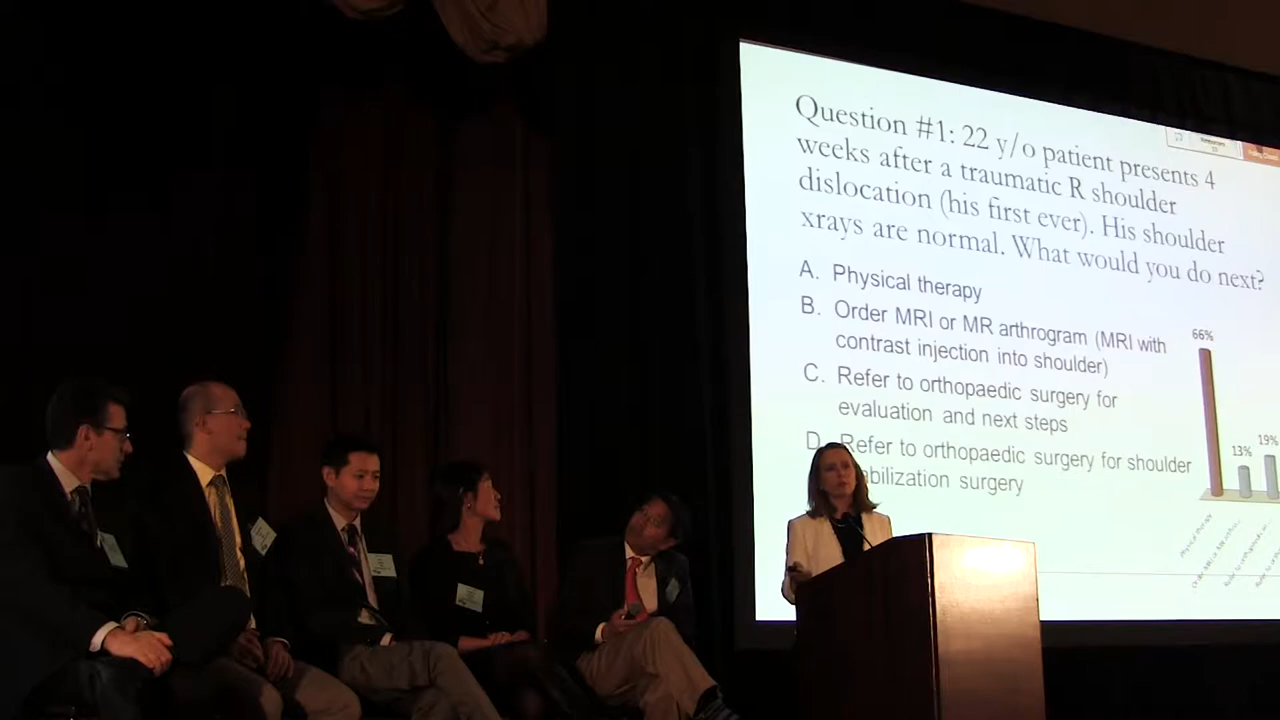 Question #1: 22 y/o patient presents 4
weeks after a traumatic R shoulder
dislocation (his first ever). His shoulder
xrays are normal. What would you do next?
A. Physical therapy
B. Order MRI or MR arthrogram (MRI with
contrast injection into shoulder)
C. Refer to orthopaedic surgery for
evaluation and next steps
D. Refer to orthopaedic surgery for shoulder
bilization surgery
66%
13%
19%
Physical therapy